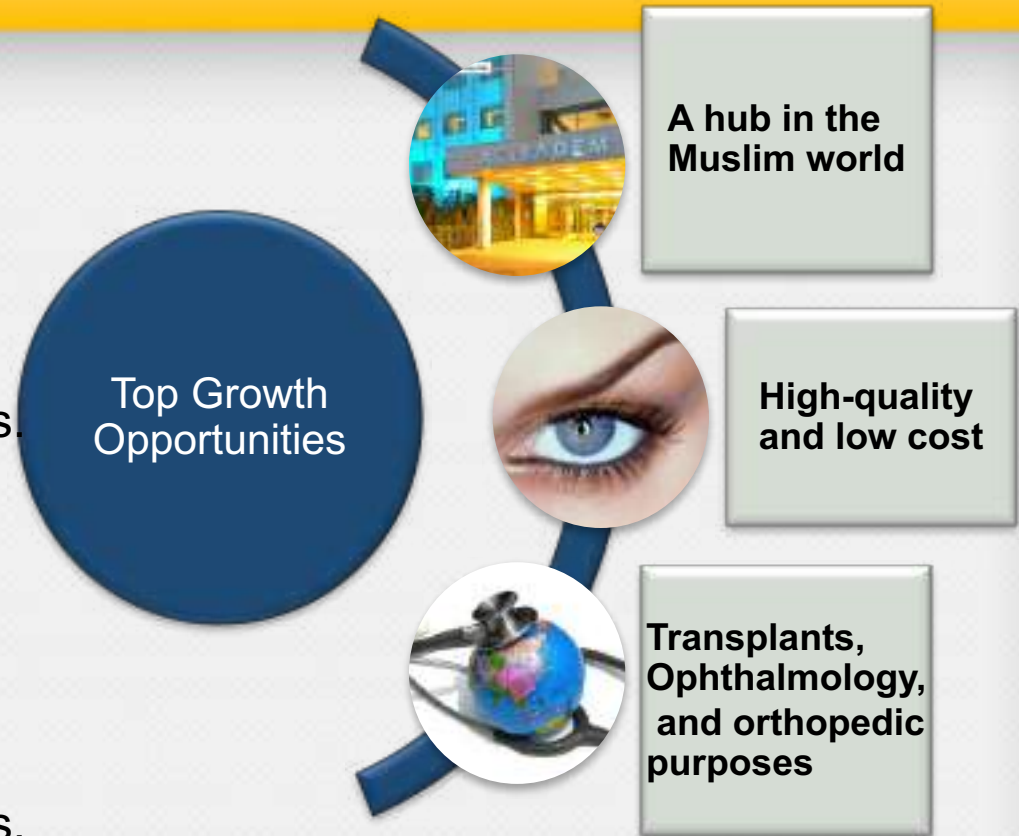 A hub in the
Muslim world
Top Growth
Opportunities
s.
High-quality
and low cost
Transplants,
Ophthalmology,
and orthopedic
purposes
s.